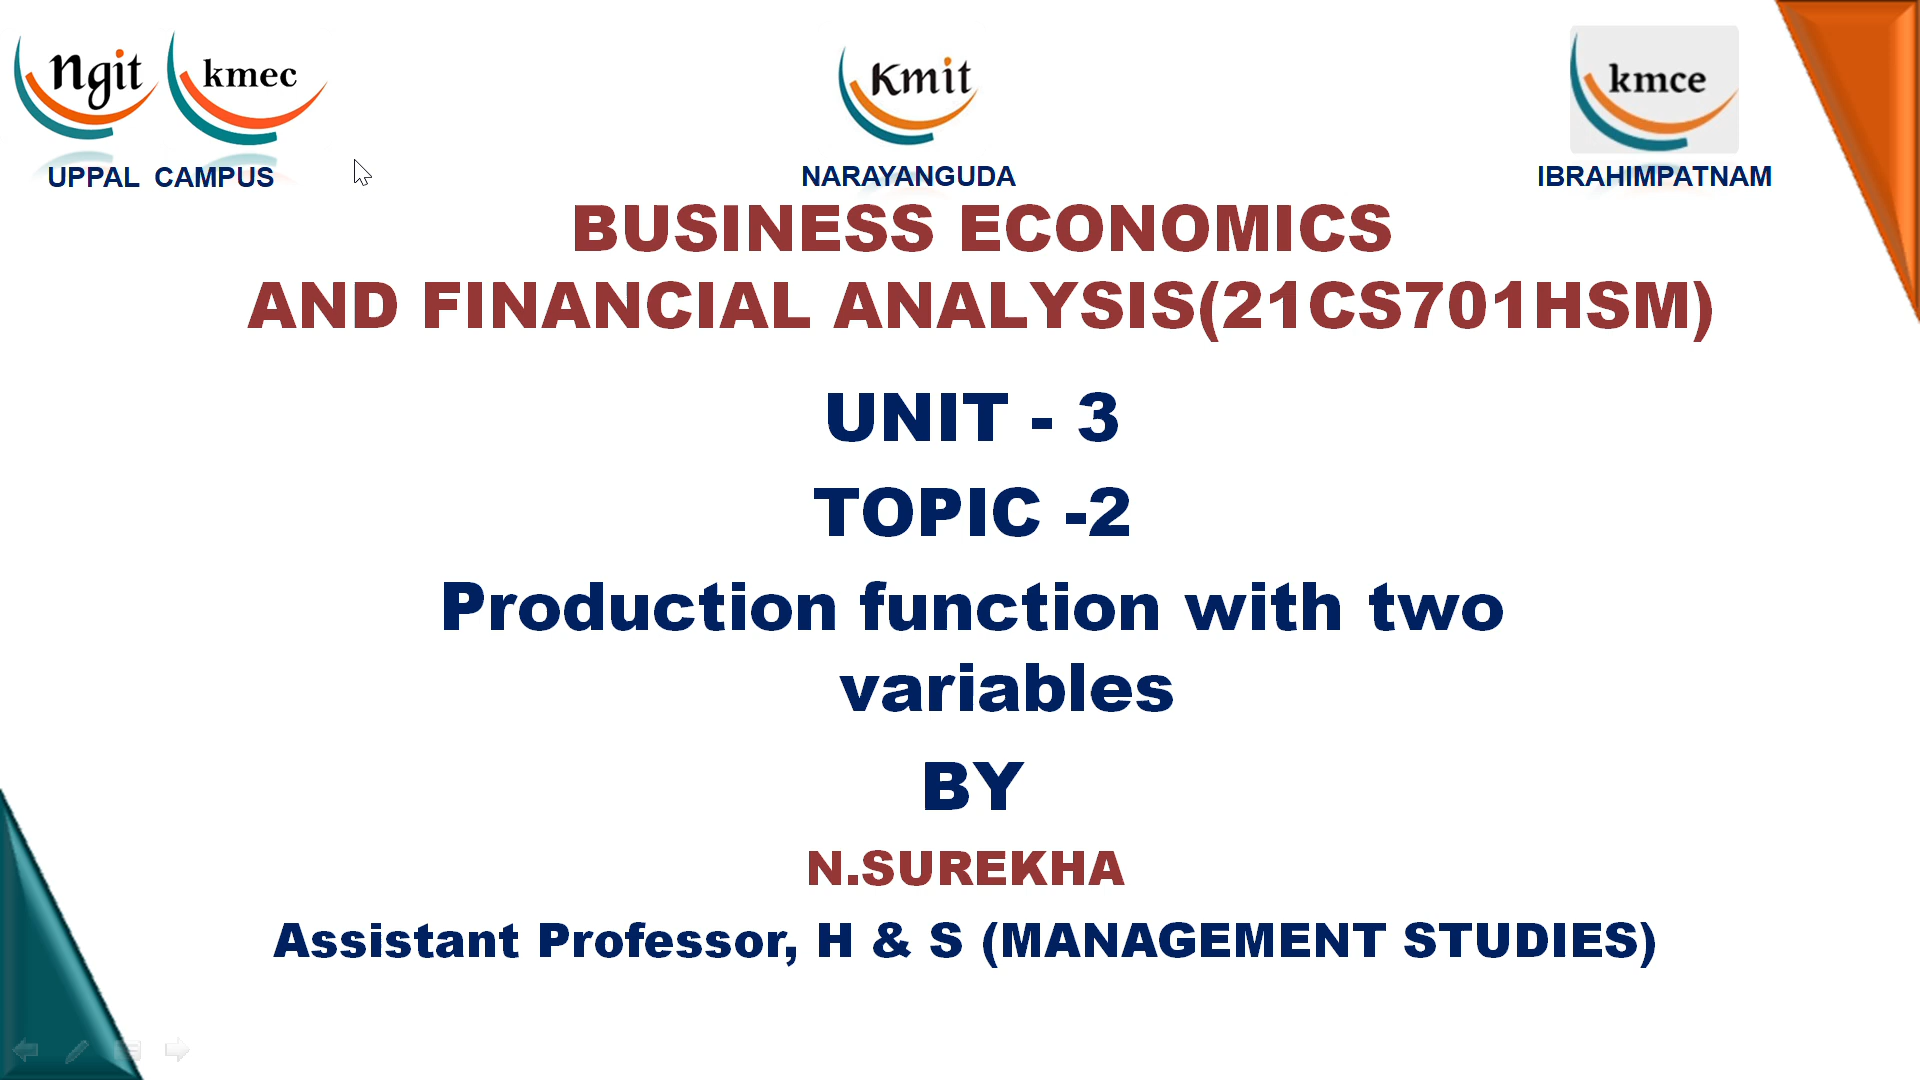 ngit kmec Kmit kmce
UPPAL CAMPUS NARAYANGUDA IBRAHIMPATNAM
BUSINESS ECONOMICS
AND FINANCIAL ANALYSIS(21CS701HSM)
UNIT - 3
TOPIC -2
Production function with two
variables
BY
N.SUREKHA
Assistant Professor, H & S (MANAGEMENT STUDIES)